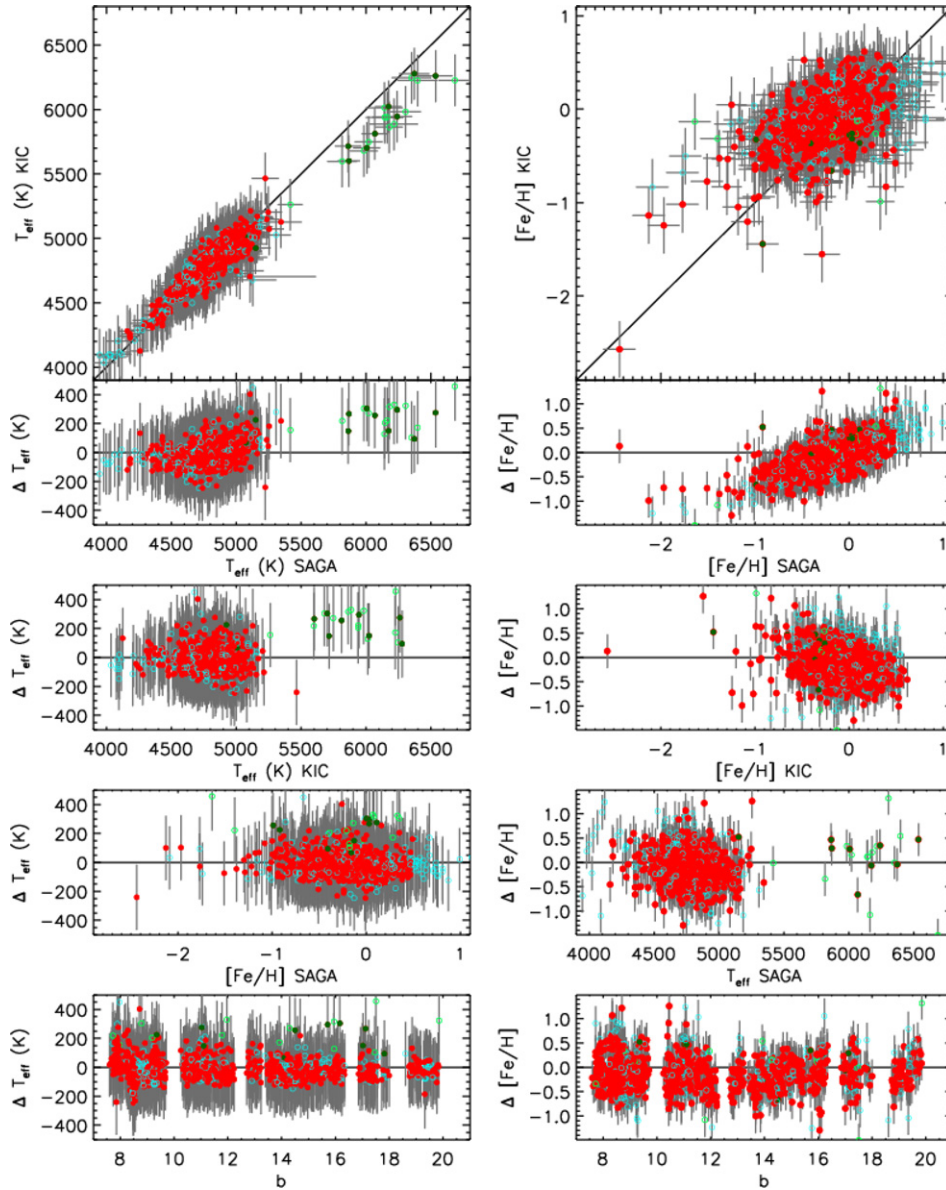 6500
6000
5500
5000
4500
4000
T_eff (K) KIC
1
0
-1
-2
[Fe/H] KIC
400
200
0
-200
-400
Δ T_eff (K)
4000 4500 5000 5500 6000 6500
T_eff (K) SAGA
1.0
0.5
0.0
-0.5
-1.0
Δ [Fe/H]
-2 -1 0 1
[Fe/H] SAGA
400
200
0
-200
-400
Δ T_eff (K)
4000 4500 5000 5500 6000 6500
T_eff (K) KIC
1.0
0.5
0.0
-0.5
-1.0
Δ [Fe/H]
-2 -1 0 1
[Fe/H] KIC
400
200
0
-200
-400
Δ T_eff (K)
-2 -1 0 1
[Fe/H] SAGA
1.0
0.5
0.0
-0.5
-1.0
Δ [Fe/H]
4000 4500 5000 5500 6000 6500
T_eff SAGA
400
200
0
-200
-400
Δ T_eff (K)
8 10 12 14 16 18 20
b
1.0
0.5
0.0
-0.5
-1.0
Δ [Fe/H]
8 10 12 14 16 18 20
b